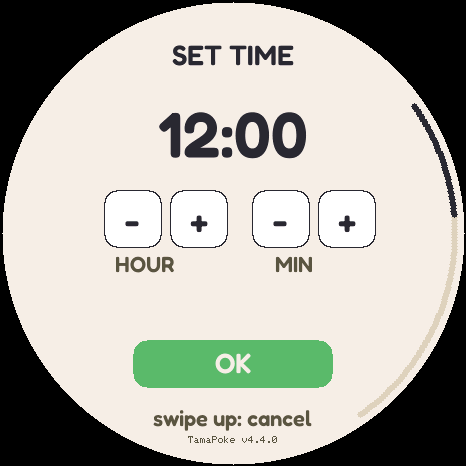 SET TIME
12:00
- + - +
HOUR MIN
OK
swipe up: cancel
TamaPoke v4.4.0